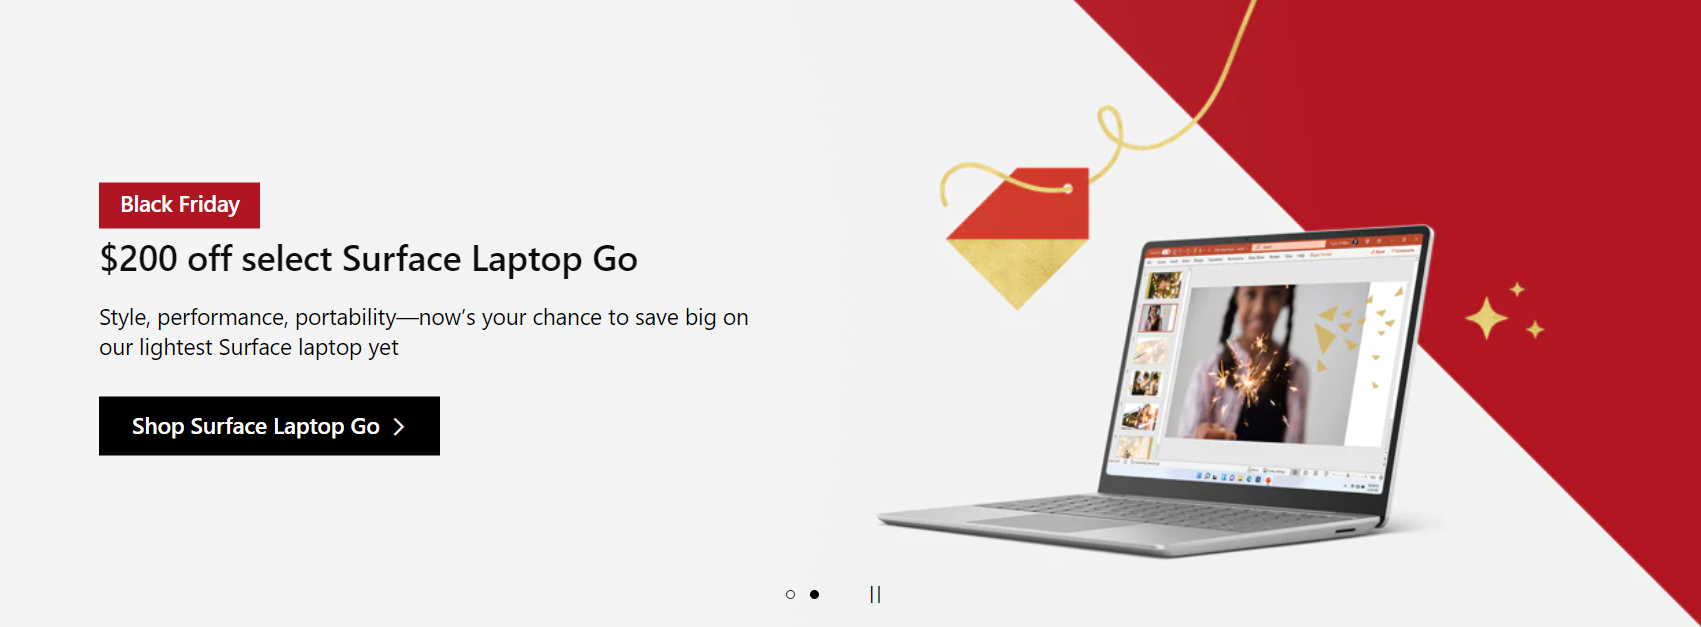 Black Friday
$200 off select Surface Laptop Go
Style, performance, portability—now’s your chance to save big on
our lightest Surface laptop yet
Shop Surface Laptop Go